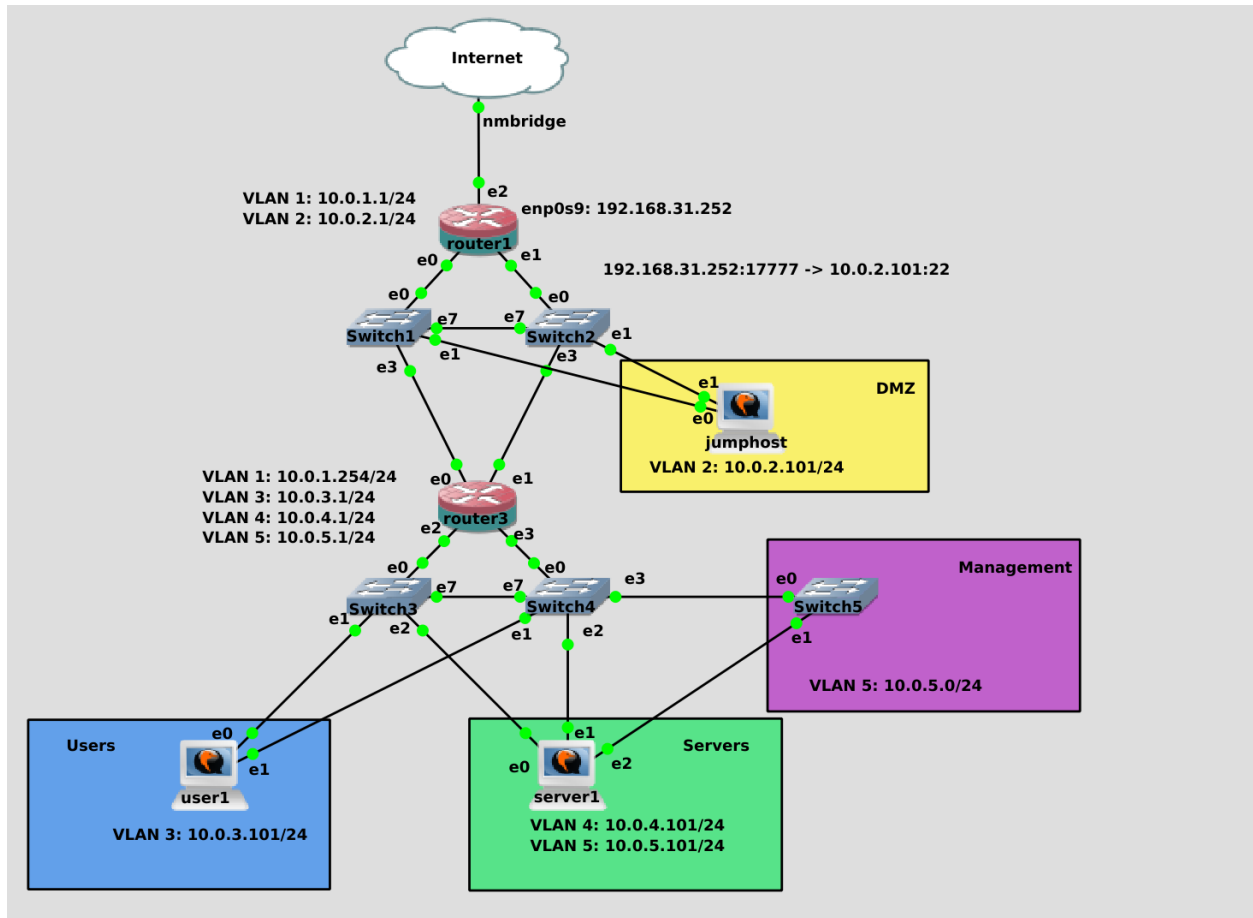 Internet
nmbridge
e2
VLAN 1: 10.0.1.1/24
VLAN 2: 10.0.2.1/24
enp0s9: 192.168.31.252
router1
e0
e1
192.168.31.252:17777 -> 10.0.2.101:22
e0
e0
e7
e7
Switch1
Switch2
e1
e1
e3
e3
e1
e0
DMZ
jumphost
VLAN 2: 10.0.2.101/24
VLAN 1: 10.0.1.254/24
VLAN 3: 10.0.3.1/24
VLAN 4: 10.0.4.1/24
VLAN 5: 10.0.5.1/24
e0
e1
router3
e2
e3
e0
e0
e7
e7
Switch3
Switch4
e3
e0
Management
Switch5
e1
e2
e1
e2
e1
VLAN 5: 10.0.5.0/24
Users
e0
e1
user1
VLAN 3: 10.0.3.101/24
e1
Servers
e0
e2
server1
VLAN 4: 10.0.4.101/24
VLAN 5: 10.0.5.101/24